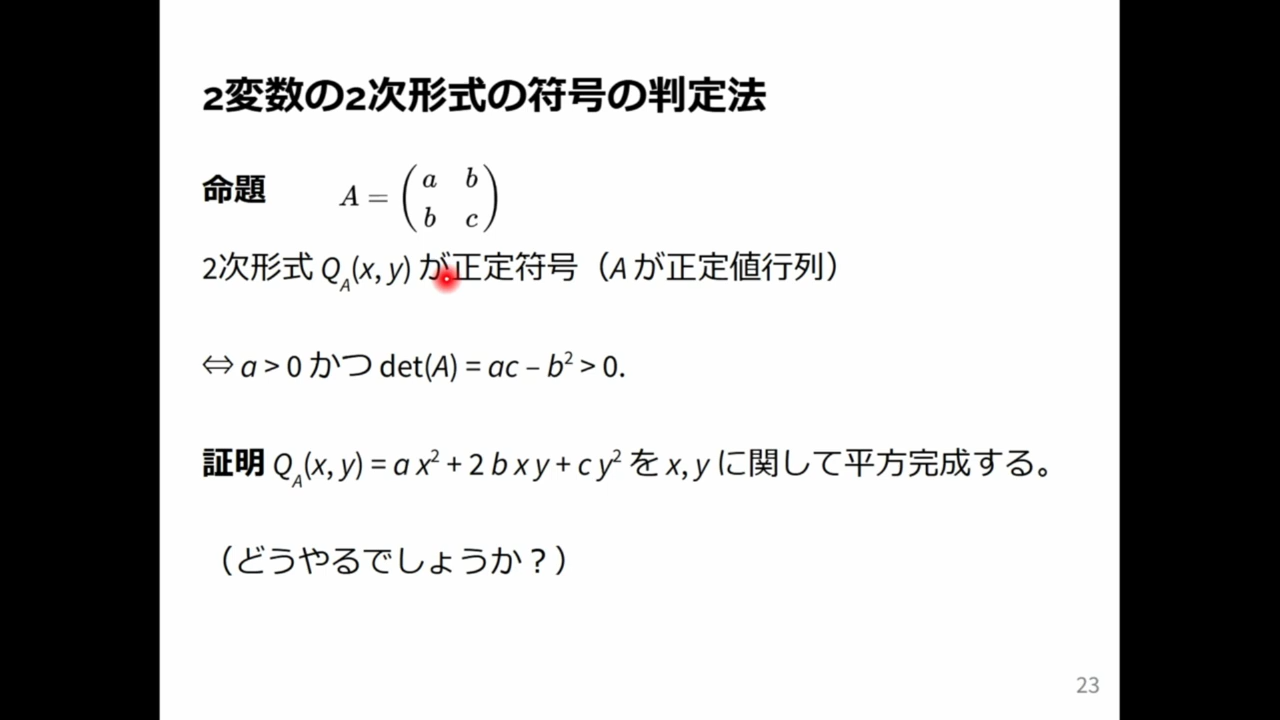 2変数の2次形式の符号の判定法
命題 A = ( a b
b c )
2次形式 Q_A(x, y) が正定符号（A が正定値行列）
⇔ a > 0 かつ det(A) = ac – b² > 0.
証明 Q_A(x, y) = a x² + 2 b x y + c y² を x, y に関して平方完成する。
（どうやるでしょうか？）
23